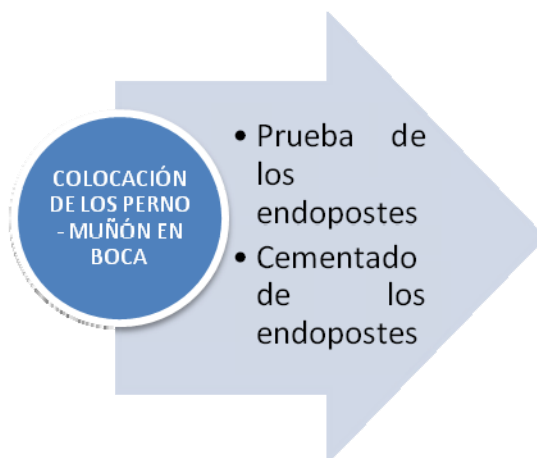 COLOCACIÓN
DE LOS PERNO
- MUÑÓN EN
BOCA
• Prueba de
los
endopostes
• Cementado
de los
endopostes